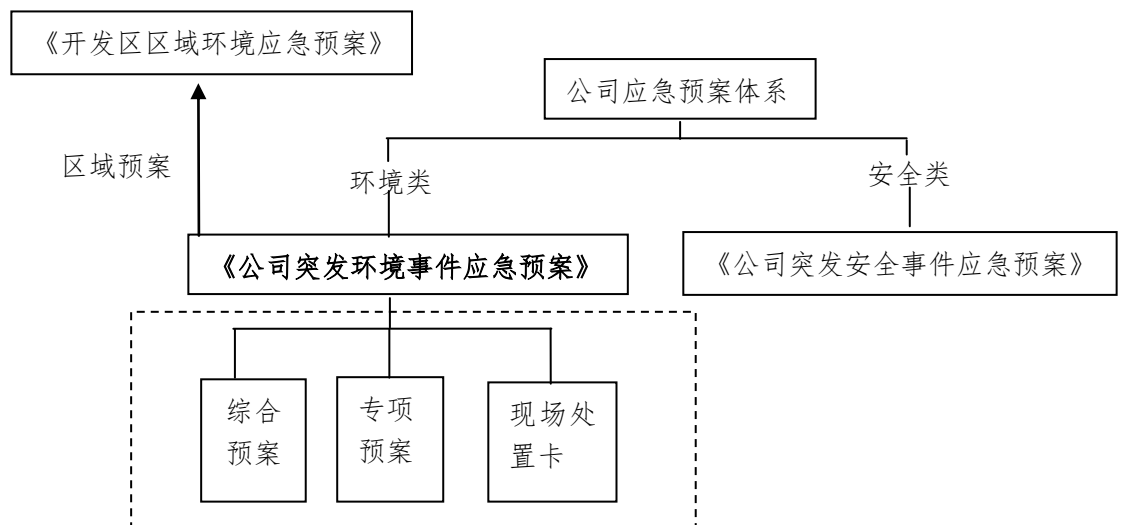 《开发区区域环境应急预案》
公司应急预案体系
区域预案
环境类
安全类
《公司突发环境事件应急预案》
《公司突发安全事件应急预案》
综合
预案
专项
预案
现场处
置卡